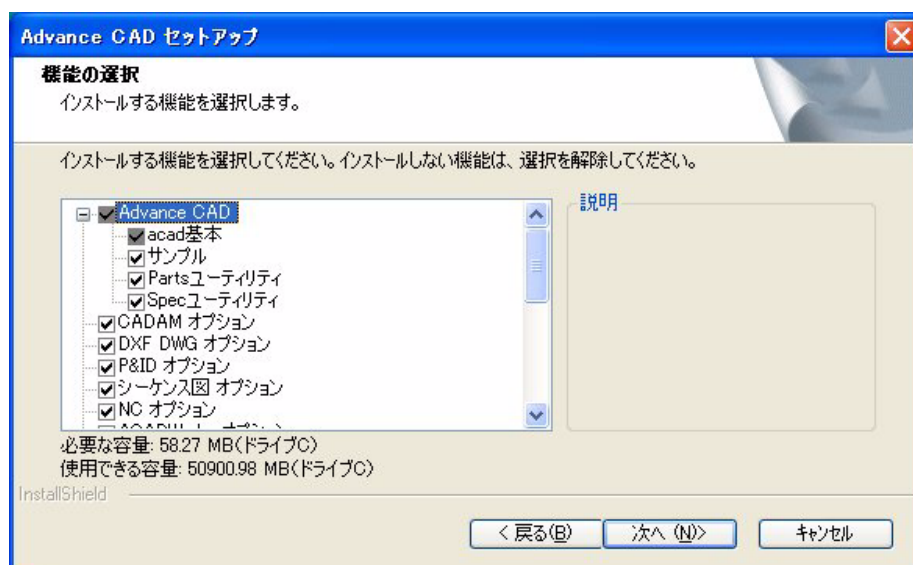 Advance CAD セットアップ
機能の選択
インストールする機能を選択します。
インストールする機能を選択してください。インストールしない機能は、選択を解除してください。
Advance CAD
acad基本
サンプル
Partsユーティリティ
Specユーティリティ
CADAM オプション
DXF DWG オプション
P&ID オプション
シーケンス図 オプション
NC オプション
説明
必要な容量: 58.27 MB(ドライブC)
使用できる容量: 50900.98 MB(ドライブC)
InstallShield
< 戻る(B) 次へ (N)> キャンセル